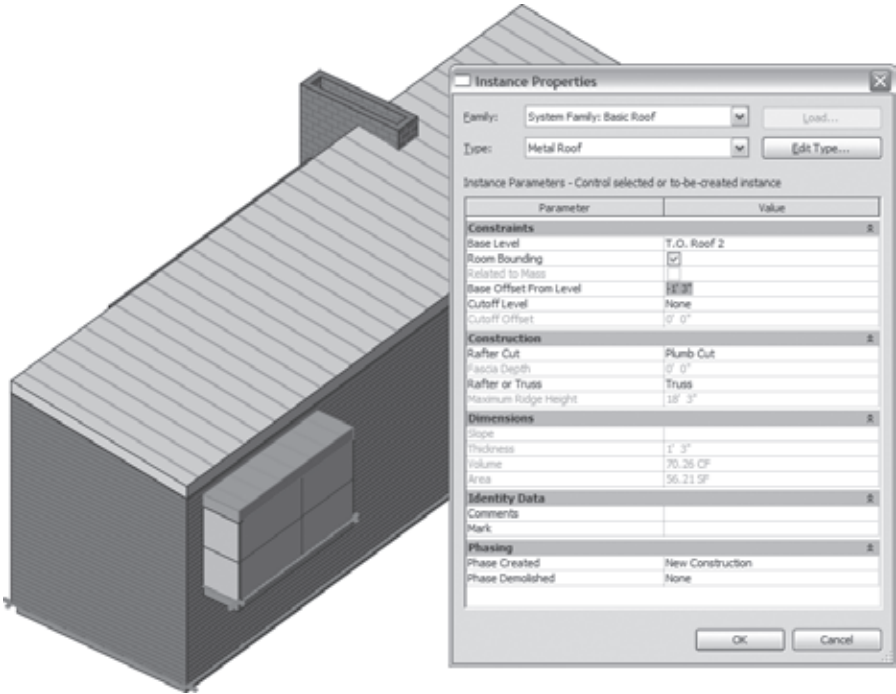 Instance Properties
Family: System Family: Basic Roof Load...
Type: Metal Roof Edit Type...
Instance Parameters - Control selected or to-be-created instance
Parameter Value
Constraints
Base Level T.O. Roof 2
Room Bounding
Related to Mass
Base Offset From Level -1' 3"
Cutoff Level None
Cutoff Offset 0' 0"
Construction
Rafter Cut Plumb Cut
Fascia Depth 0' 0"
Rafter or Truss Truss
Maximum Ridge Height 18' 3"
Dimensions
Slope
Thickness 1' 3"
Volume 70.26 CF
Area 56.21 SF
Identity Data
Comments
Mark
Phasing
Phase Created New Construction
Phase Demolished None
OK Cancel